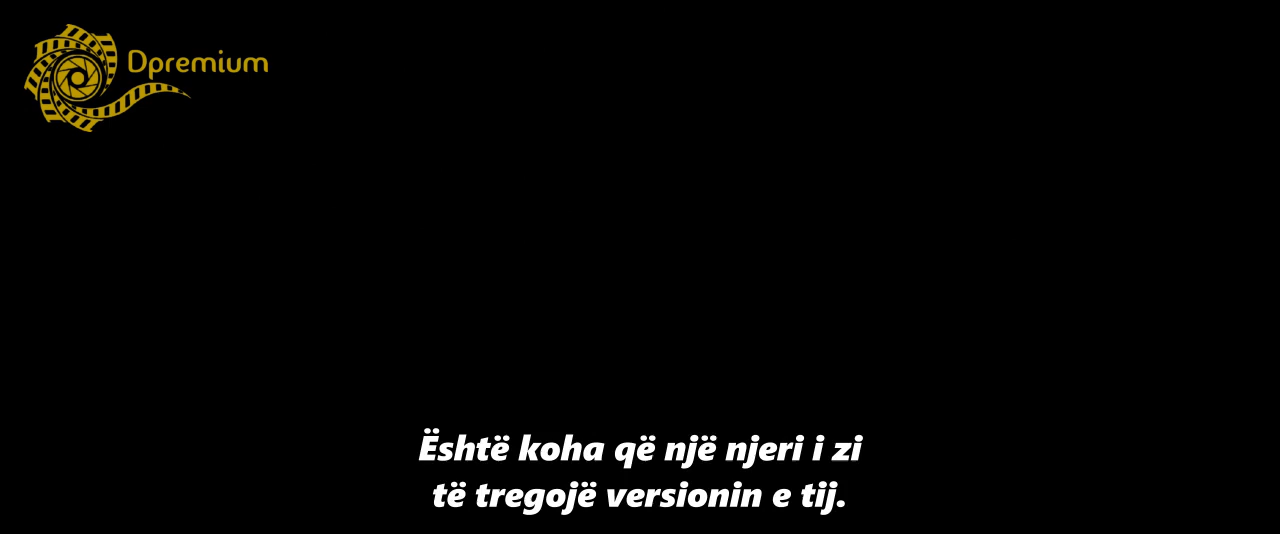 Dpremium
Është koha që një njeri i zi
të tregojë versionin e tij.